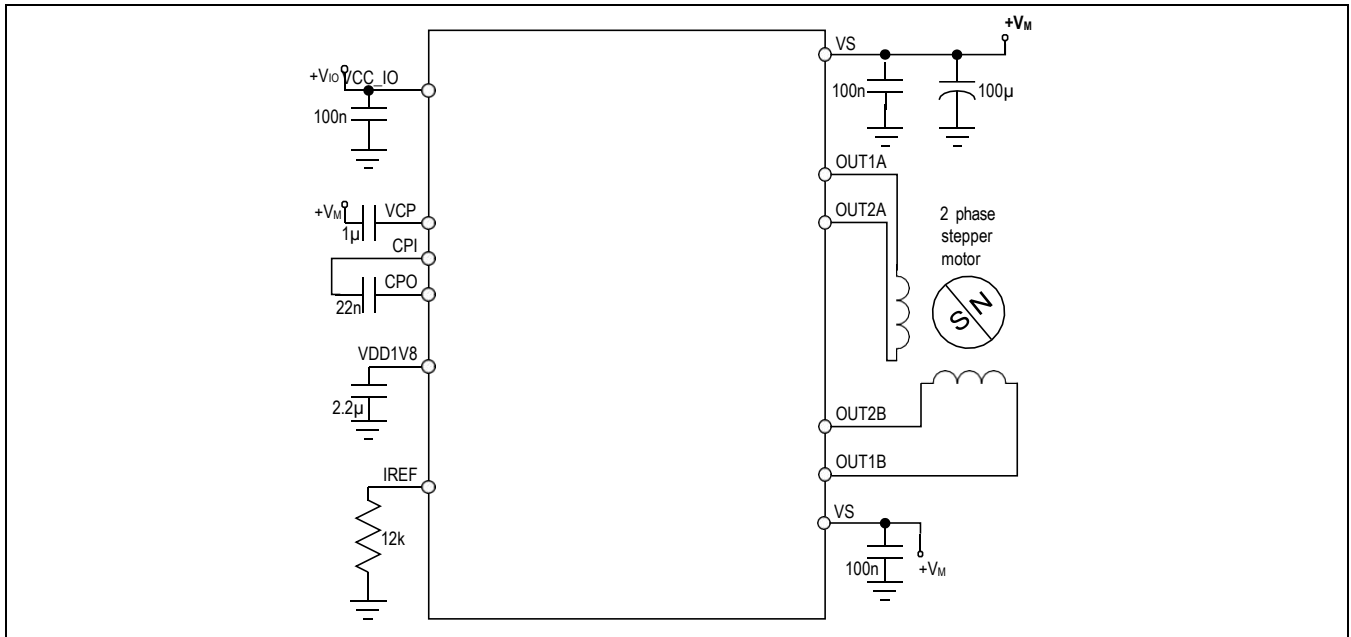 +VM
VS
+VIO
VCC_IO
100n
100n
100µ
OUT1A
VCP
+VM
1µ
OUT2A
2 phase
stepper
motor
CPI
CPO
22n
S N
VDD1V8
2.2µ
OUT2B
OUT1B
IREF
12k
VS
100n
+VM